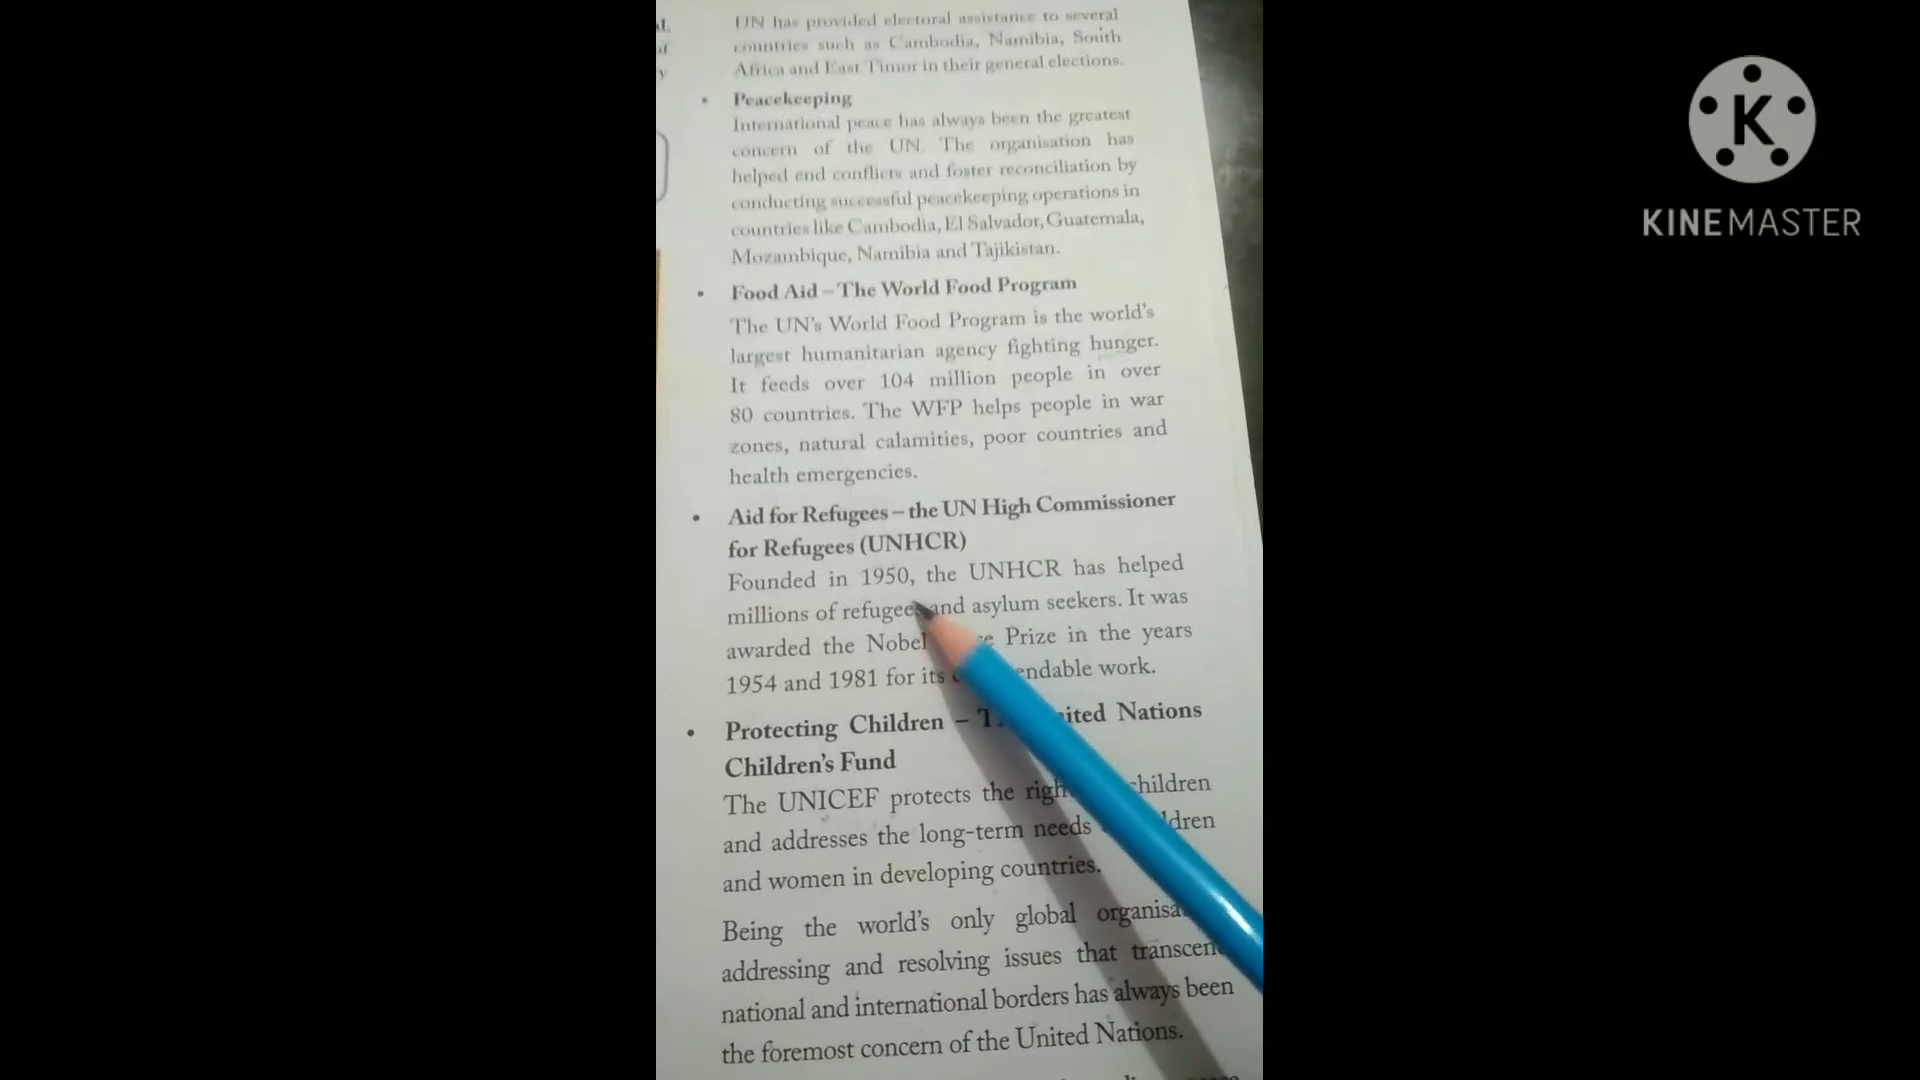 UN has provided electoral assistance to several
countries such as Cambodia, Namibia, South
Africa and East Timor in their general elections.
• Peacekeeping
International peace has always been the greatest
concern of the UN. The organisation has
helped end conflicts and foster reconciliation by
conducting successful peacekeeping operations in
countries like Cambodia, El Salvador, Guatemala,
Mozambique, Namibia and Tajikistan.
• Food Aid – The World Food Program
The UN's World Food Program is the world's
largest humanitarian agency fighting hunger.
It feeds over 104 million people in over
80 countries. The WFP helps people in war
zones, natural calamities, poor countries and
health emergencies.
• Aid for Refugees – the UN High Commissioner
for Refugees (UNHCR)
Founded in 1950, the UNHCR has helped
millions of refugees and asylum seekers. It was
awarded the Nobel Prize in the years
1954 and 1981 for its work.
• Protecting Children – Nations
Children's Fund
The UNICEF protects the children
and addresses the long-term needs
and women in developing countries.
Being the world's only global
addressing and resolving issues that
national and international borders has always been
the foremost concern of the United Nations.
KINEMASTER